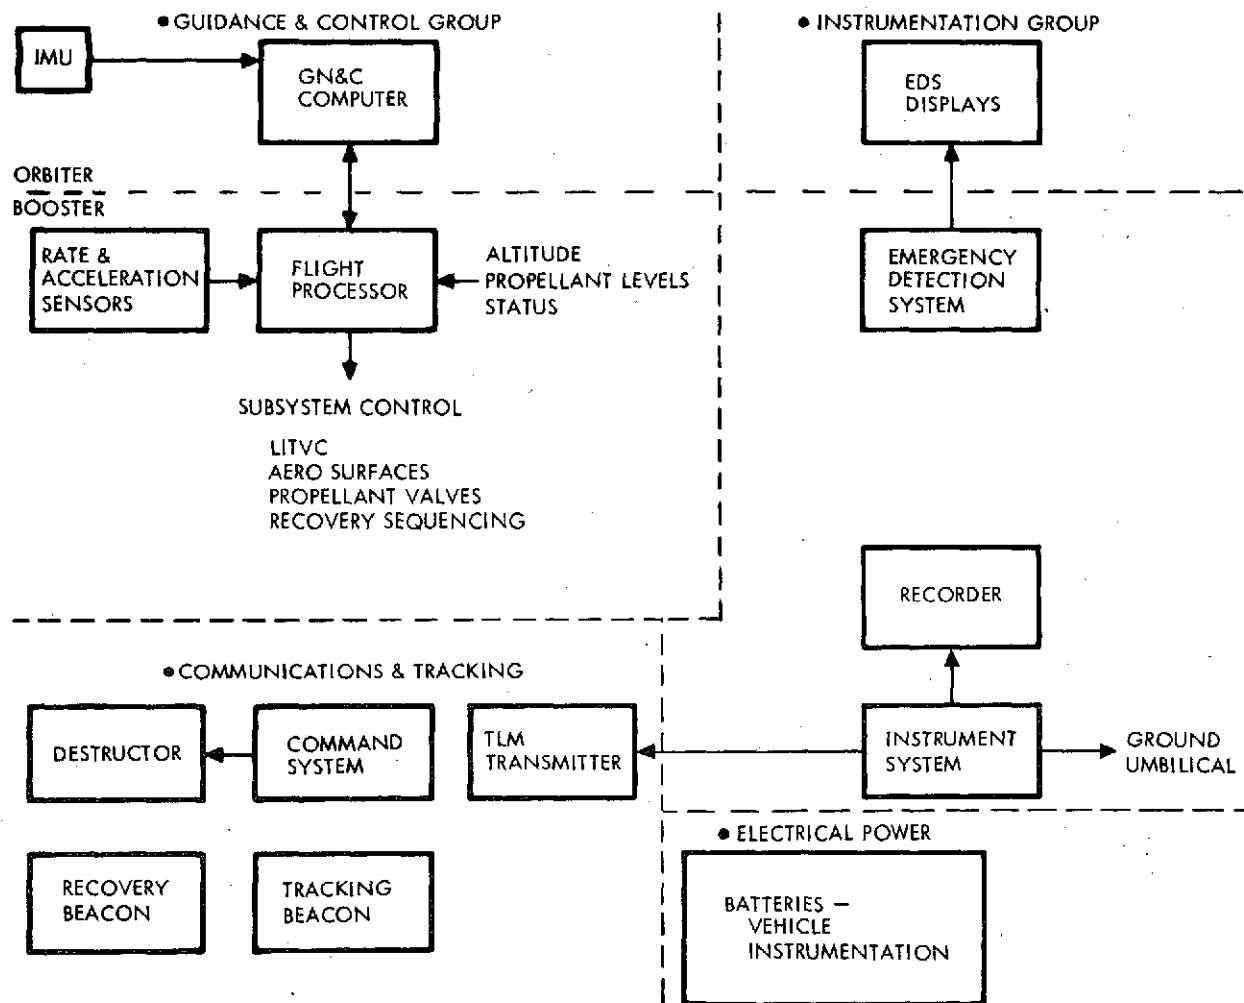 ● GUIDANCE & CONTROL GROUP
IMU
GN&C
COMPUTER
● INSTRUMENTATION GROUP
EDS
DISPLAYS
ORBITER
BOOSTER
RATE &
ACCELERATION
SENSORS
FLIGHT
PROCESSOR
ALTITUDE
PROPELLANT LEVELS
STATUS
EMERGENCY
DETECTION
SYSTEM
SUBSYSTEM CONTROL
LITVC
AERO SURFACES
PROPELLANT VALVES
RECOVERY SEQUENCING
RECORDER
● COMMUNICATIONS & TRACKING
DESTRUCTOR
COMMAND
SYSTEM
TLM
TRANSMITTER
INSTRUMENT
SYSTEM
GROUND
UMBILICAL
RECOVERY
BEACON
TRACKING
BEACON
● ELECTRICAL POWER
BATTERIES —
VEHICLE
INSTRUMENTATION